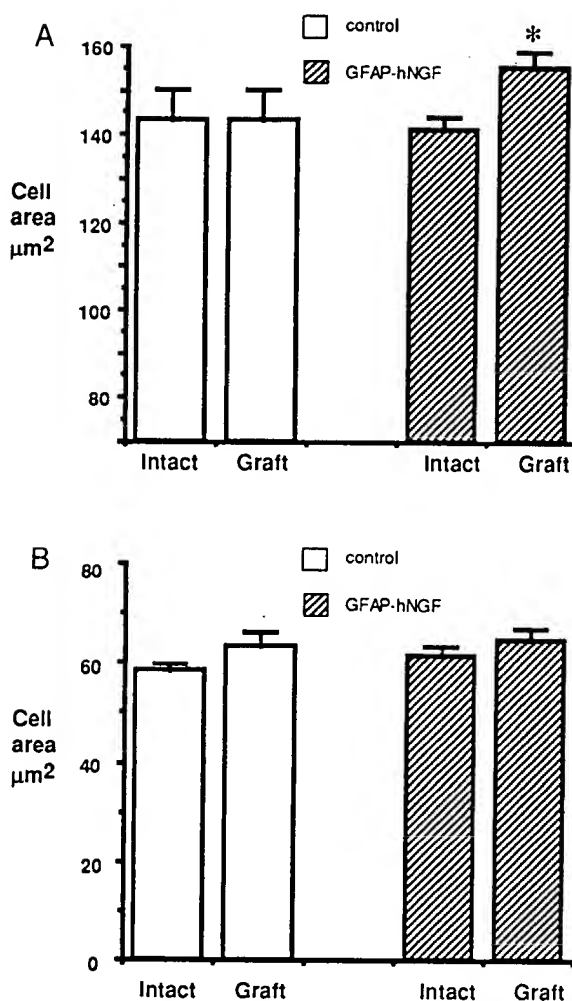 A
control
GFAP-hNGF
*
160
140
120
100
80
Cell
area
µm2
Intact Graft Intact Graft
B
control
GFAP-hNGF
80
60
40
20
0
Cell
area
µm2
Intact Graft Intact Graft